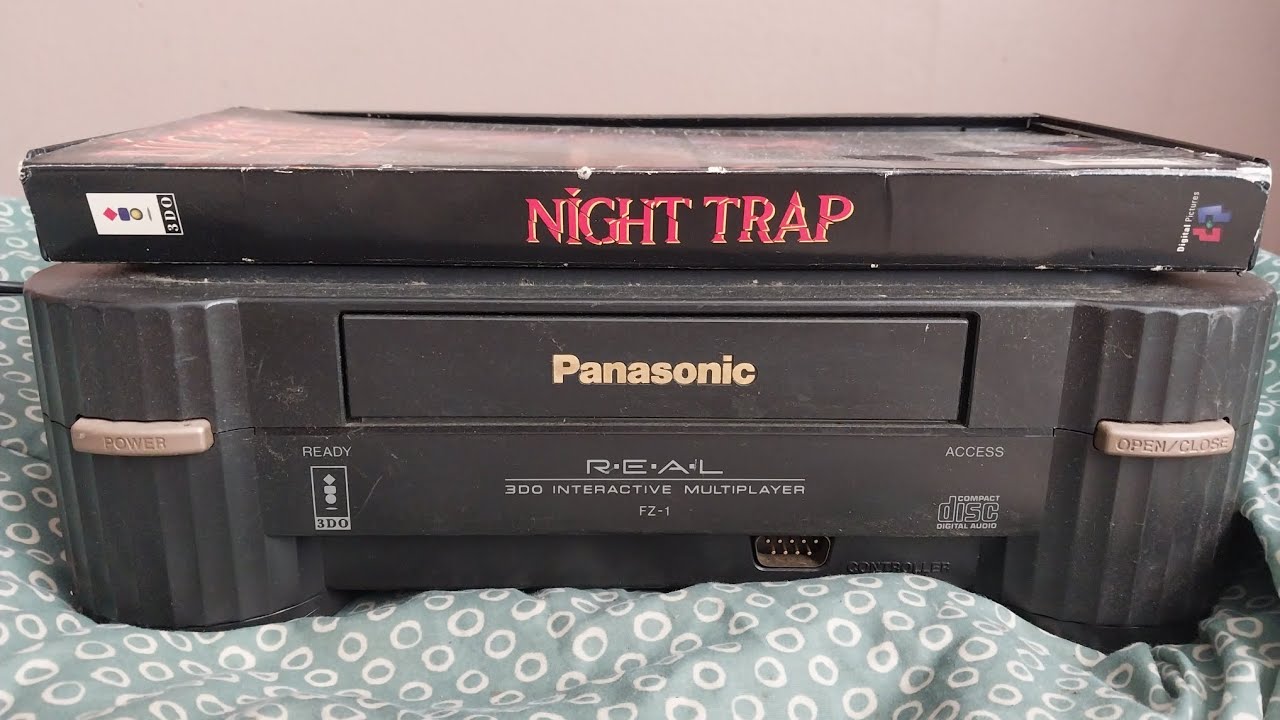 3DO
NIGHT TRAP
Digital Pictures
Panasonic
POWER
OPEN/CLOSE
READY
ACCESS
R·E·A·L
3DO INTERACTIVE MULTIPLAYER
FZ-1
3DO
COMPACT
disc
DIGITAL AUDIO
CONTROLLER